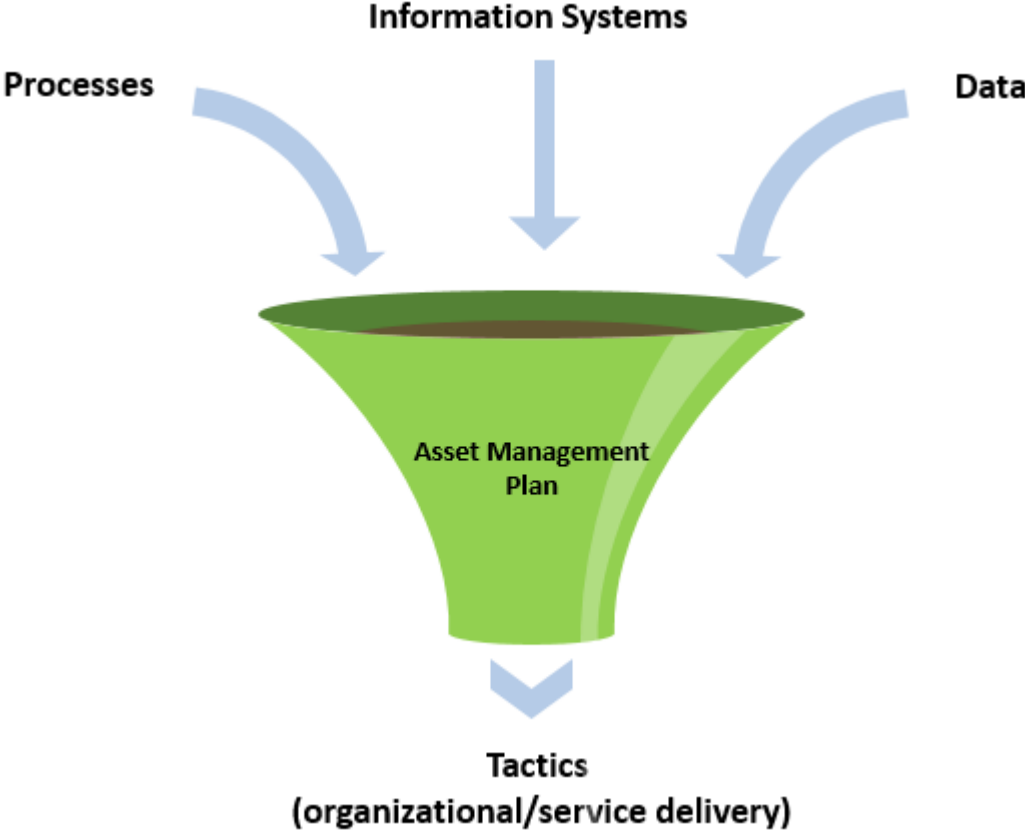 Information Systems
Processes
Data
Asset Management
Plan
Tactics
(organizational/service delivery)